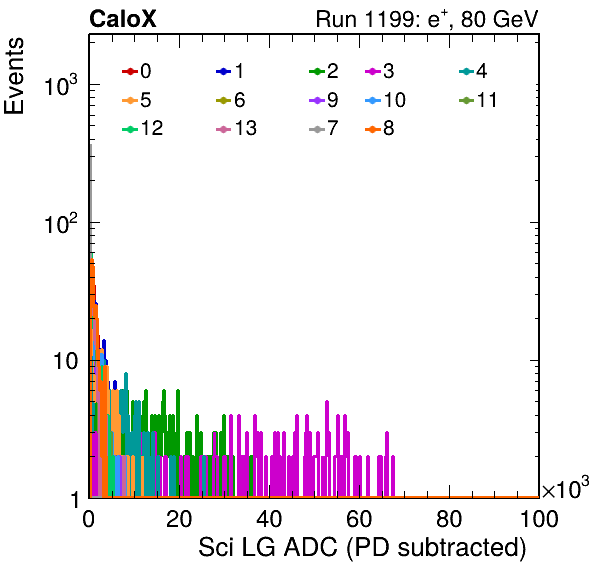 CaloX Run 1199: e+, 80 GeV
Events
0 1 2 3 4
5 6 9 10 11
12 13 7 8
10³
10²
10
1
0 20 40 60 80 100
×10³
Sci LG ADC (PD subtracted)